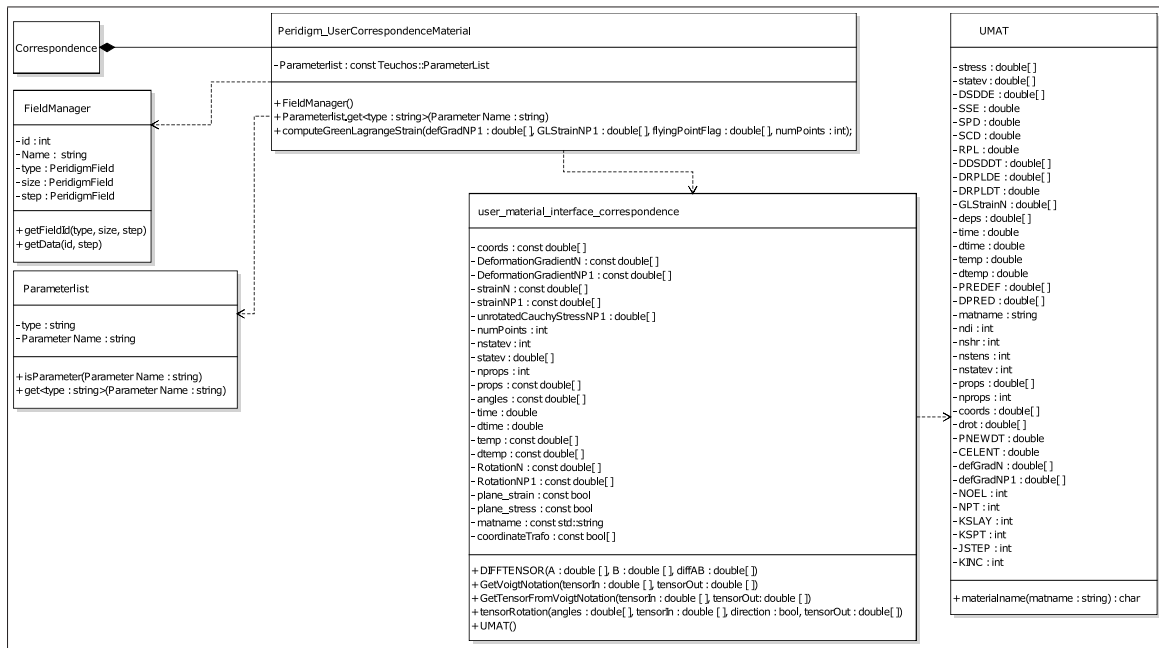 Correspondence
Peridigm_UserCorrespondenceMaterial
-Parameterlist : const Teuchos::ParameterList
+FieldManager()
+Parameterlist.get<type : string>(Parameter Name : string)
+computeGreenLagrangeStrain(defGradNP1 : double[ ], GLStrainNP1 : double[ ], flyingPointFlag : double[ ], numPoints : int);
FieldManager
-id : int
-Name : string
-type : PeridigmField
-size : PeridigmField
-step : PeridigmField
+getFieldId(type, size, step)
+getData(id, step)
Parameterlist
-type : string
-Parameter Name : string
+isParameter(Parameter Name : string)
+get<type : string>(Parameter Name : string)
user_material_interface_correspondence
-coords : const double[ ]
-DeformationGradientN : const double[ ]
-DeformationGradientNP1 : const double[ ]
-strainN : const double[ ]
-strainNP1 : const double[ ]
-unrotatedCauchyStressNP1 : double[ ]
-numPoints : int
-nstatev : int
-statev : double[ ]
-nprops : int
-props : const double[ ]
-angles : const double[ ]
-time : double
-dtime : double
-temp : const double[ ]
-dtemp : const double[ ]
-RotationN : const double[ ]
-RotationNP1 : const double[ ]
-plane_strain : const bool
-plane_stress : const bool
-matname : const std::string
-coordinateTrafo : const bool[ ]
+DIFFTENSOR(A : double [ ], B : double [ ], diffAB : double[ ])
+GetVoigtNotation(tensorIn : double [ ], tensorOut : double [ ])
+GetTensorFromVoigtNotation(tensorIn : double [ ], tensorOut: double [ ])
+tensorRotation(angles : double[ ], tensorIn : double [ ], direction : bool, tensorOut : double[ ])
+UMAT()
UMAT
-stress : double[ ]
-statev : double[ ]
-DSDDE : double[ ]
-SSE : double
-SPD : double
-SCD : double
-RPL : double
-DDSDDT : double[ ]
-DRPLDE : double[ ]
-DRPLDT : double
-GLStrainN : double[ ]
-deps : double[ ]
-time : double
-dtime : double
-temp : double
-dtemp : double
-PREDEF : double[ ]
-DPRED : double[ ]
-matname : string
-ndi : int
-nshr : int
-nstens : int
-nstatev : int
-props : double[ ]
-nprops : int
-coords : double[ ]
-drot : double[ ]
-PNEWDT : double
-CELENT : double
-defGradN : double[ ]
-defGradNP1 : double[ ]
-NOEL : int
-NPT : int
-KSLAY : int
-KSPT : int
-JSTEP : int
-KINC : int
+materialname(matname : string) : char